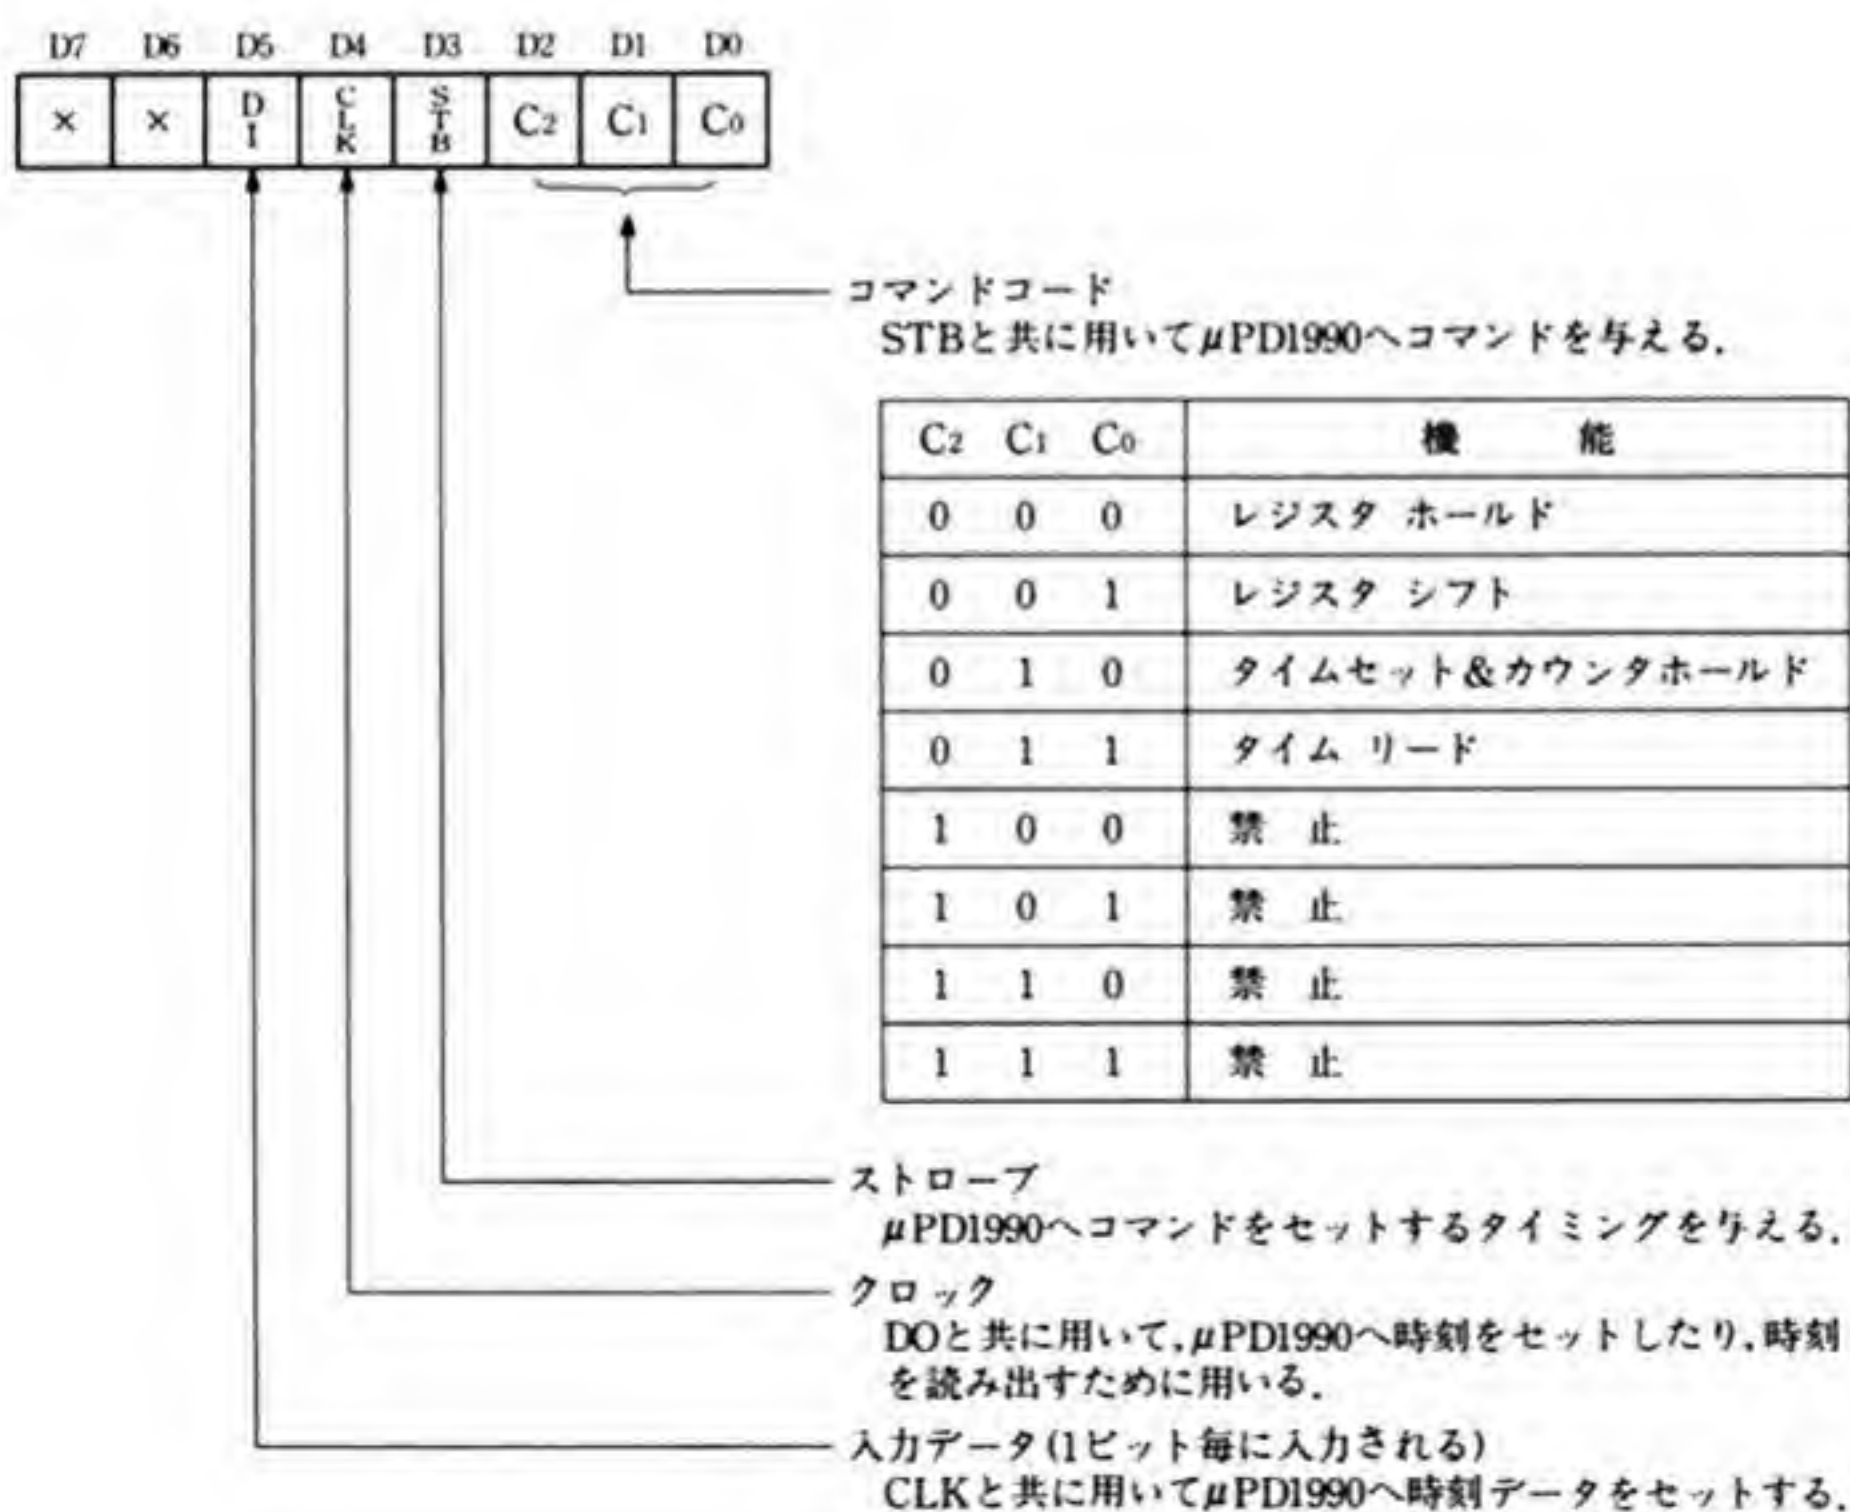 D7 D6 D5 D4 D3 D2 D1 D0
× × DI CLK STB C2 C1 C0
コマンドコード
STBと共に用いてμPD1990へコマンドを与える.
C2 C1 C0 機 能
0 0 0 レジスタ ホールド
0 0 1 レジスタ シフト
0 1 0 タイムセット&カウンタホールド
0 1 1 タイム リード
1 0 0 禁 止
1 0 1 禁 止
1 1 0 禁 止
1 1 1 禁 止
ストローブ
μPD1990へコマンドをセットするタイミングを与える.
クロック
DOと共に用いて,μPD1990へ時刻をセットしたり,時刻
を読み出すために用いる.
入力データ(1ビット毎に入力される)
CLKと共に用いてμPD1990へ時刻データをセットする.